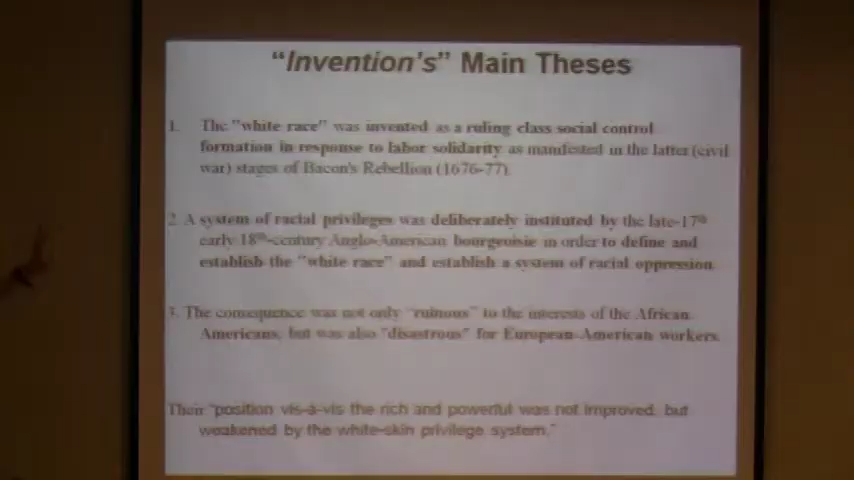 "Invention's" Main Theses
1. The "white race" was invented as a ruling class social control
formation in response to labor solidarity as manifested in the latter (civil
war) stages of Bacon's Rebellion (1676-77)
2. A system of racial privileges was deliberately instituted by the late-17th
early 18th-century Anglo-American bourgeoisie in order to define and
establish the "white race" and establish a system of racial oppression
3. The consequence was not only "ruinous" to the interests of the African
Americans, but was also "disastrous" for European-American workers
Their "position vis-à-vis the rich and powerful was not improved, but
weakened by the white-skin privilege system."